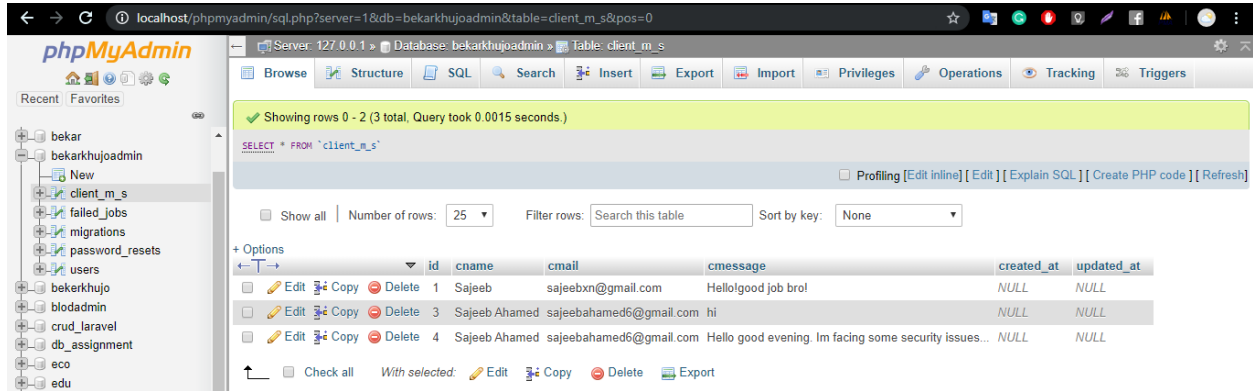 localhost/phpmyadmin/sql.php?server=1&db=bekarkhujoadmin&table=client_m_s&pos=0
phpMyAdmin
Recent Favorites
bekar
bekarkhujoadmin
New
client_m_s
failed_jobs
migrations
password_resets
users
bekerkhujo
blodadmin
crud_laravel
db_assignment
eco
edu
Server: 127.0.0.1 » Database: bekarkhujoadmin » Table: client_m_s
Browse Structure SQL Search Insert Export Import Privileges Operations Tracking Triggers
Showing rows 0 - 2 (3 total, Query took 0.0015 seconds.)
SELECT * FROM `client_m_s`
Profiling [Edit inline] [ Edit ] [ Explain SQL ] [ Create PHP code ] [ Refresh]
Show all Number of rows: 25 Filter rows: Search this table Sort by key: None
+ Options
id cname cmail cmessage created_at updated_at
Edit Copy Delete 1 Sajeeb sajeebxn@gmail.com Hello!good job bro! NULL NULL
Edit Copy Delete 3 Sajeeb Ahamed sajeebahamed6@gmail.com hi NULL NULL
Edit Copy Delete 4 Sajeeb Ahamed sajeebahamed6@gmail.com Hello good evening. Im facing some security issues... NULL NULL
Check all With selected: Edit Copy Delete Export